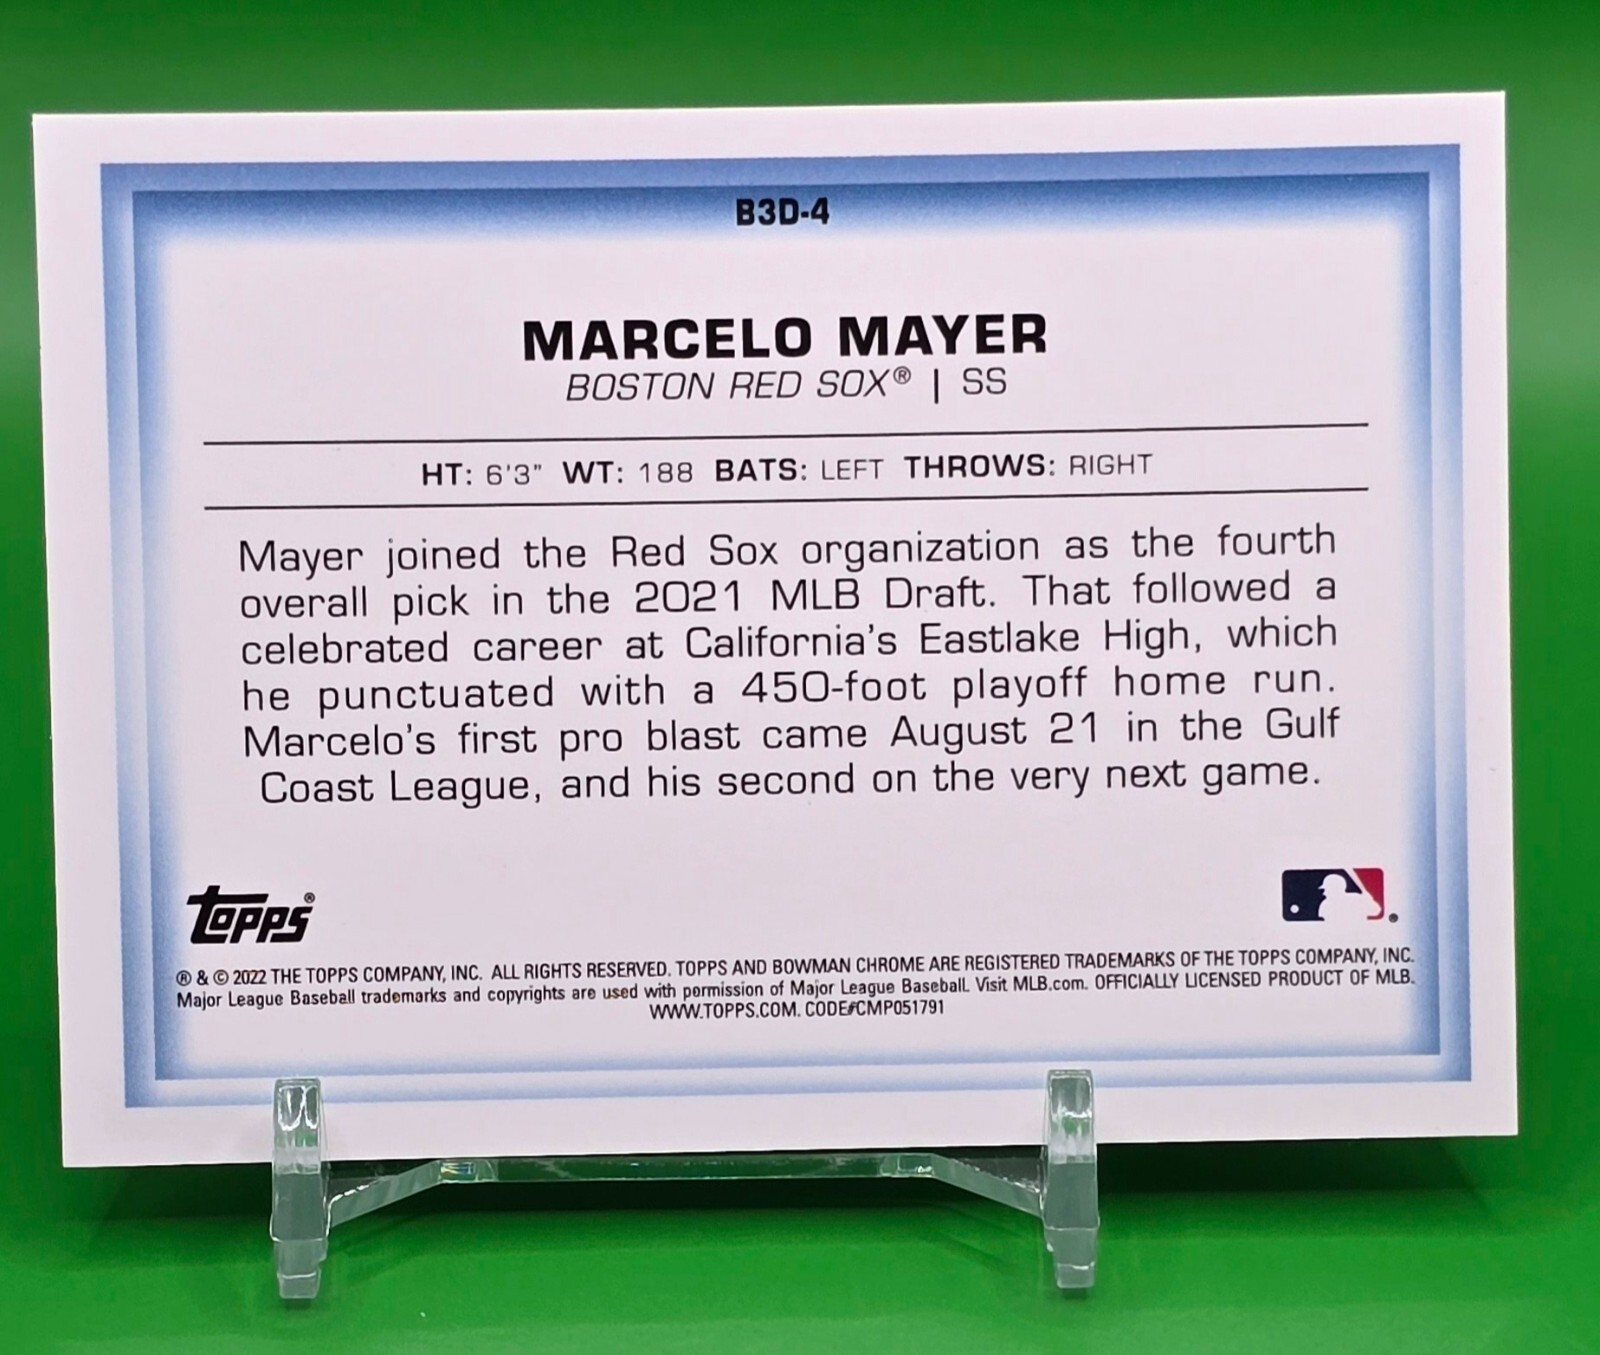 B3D-4
MARCELO MAYER
BOSTON RED SOX® | SS
HT: 6'3" WT: 188 BATS: LEFT THROWS: RIGHT
Mayer joined the Red Sox organization as the fourth
overall pick in the 2021 MLB Draft. That followed a
celebrated career at California's Eastlake High, which
he punctuated with a 450-foot playoff home run.
Marcelo's first pro blast came August 21 in the Gulf
Coast League, and his second on the very next game.
topps®
® & © 2022 THE TOPPS COMPANY, INC. ALL RIGHTS RESERVED. TOPPS AND BOWMAN CHROME ARE REGISTERED TRADEMARKS OF THE TOPPS COMPANY, INC.
Major League Baseball trademarks and copyrights are used with permission of Major League Baseball. Visit MLB.com. OFFICIALLY LICENSED PRODUCT OF MLB.
WWW.TOPPS.COM. CODE#CMP051791